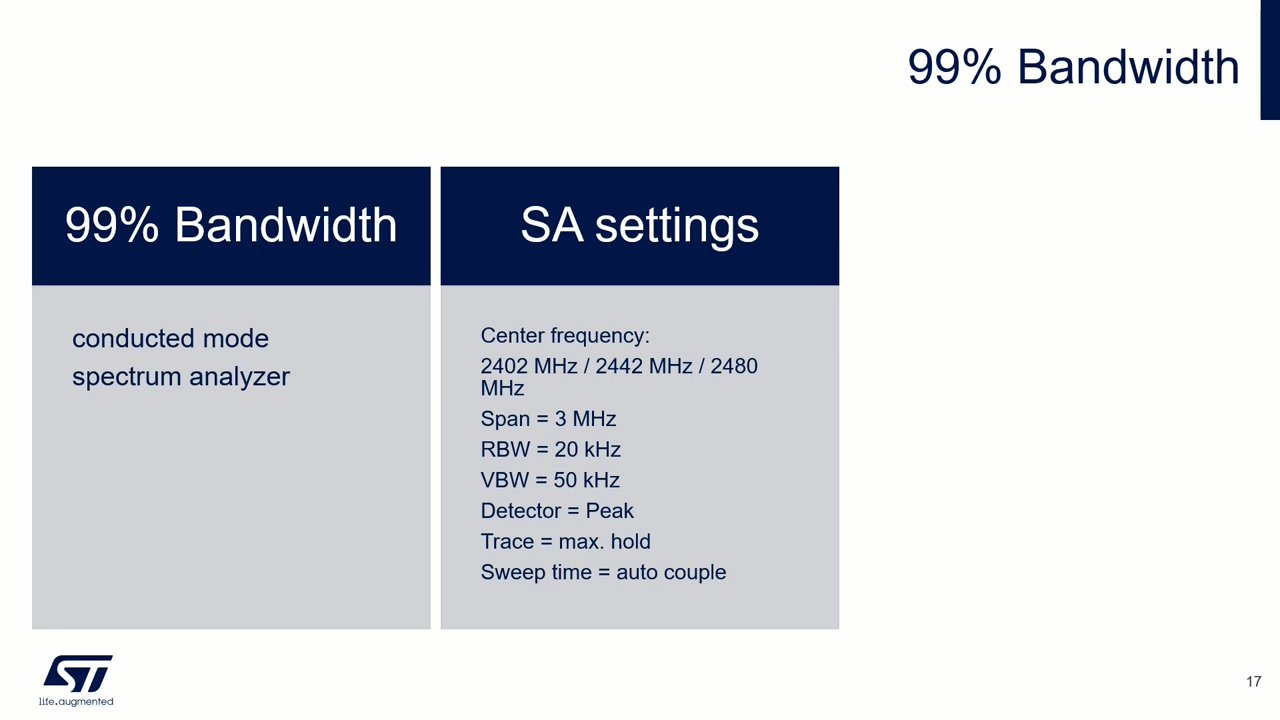 99% Bandwidth
99% Bandwidth
conducted mode
spectrum analyzer
SA settings
Center frequency:
2402 MHz / 2442 MHz / 2480
MHz
Span = 3 MHz
RBW = 20 kHz
VBW = 50 kHz
Detector = Peak
Trace = max. hold
Sweep time = auto couple
ST
life.augmented
17